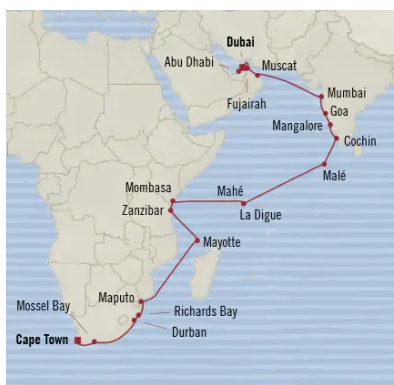 Dubai
Abu Dhabi
Muscat
Fujairah
Mumbai
Goa
Mangalore
Cochin
Malé
Mombasa
Mahé
Zanzibar
La Digue
Mayotte
Maputo
Mossel Bay
Richards Bay
Durban
Cape Town